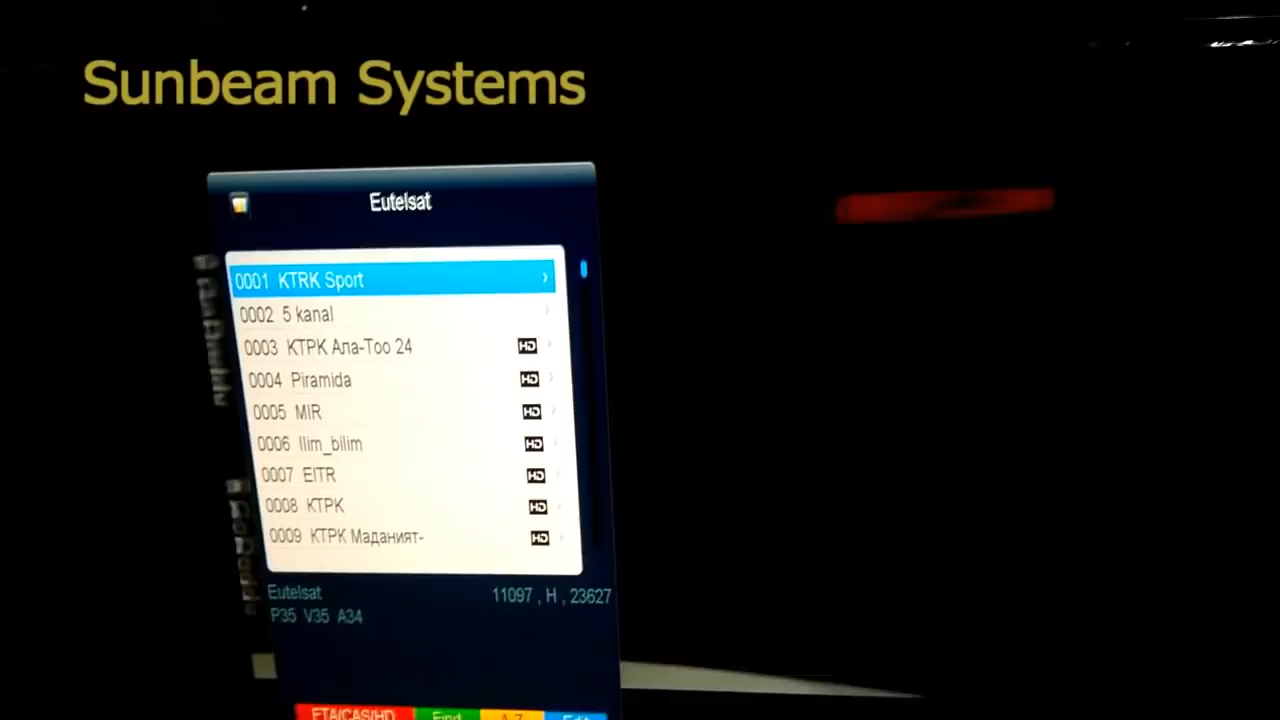 Sunbeam Systems
Eutelsat
0001 KTRK Sport
0002 5 kanal
0003 КТРК Ала-Тоо 24 HD
0004 Piramida HD
0005 MIR HD
0006 Ilim_bilim HD
0007 ElTR HD
0008 КТРК HD
0009 КТРК Маданият- HD
Eutelsat 11097 , H , 23627
P35 V35 A34
FTA/CAS/HD Find A-Z Edit